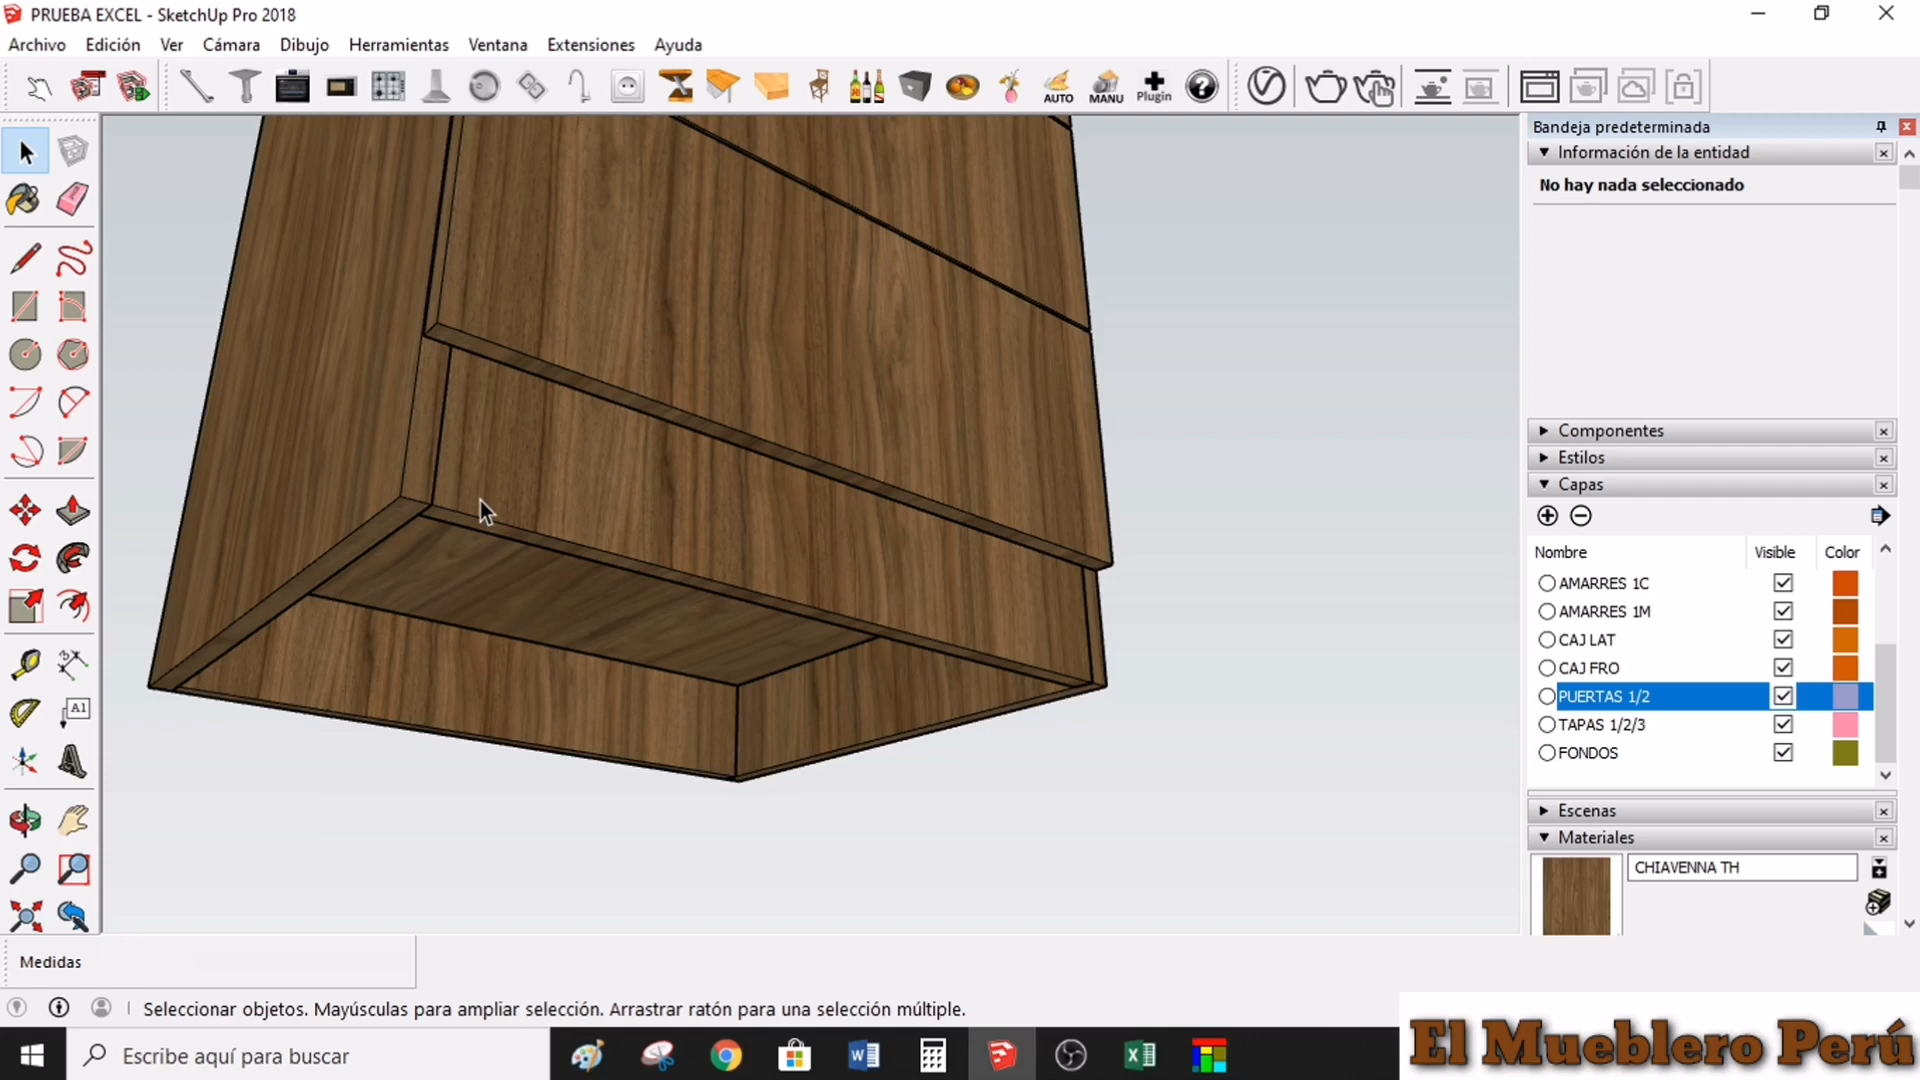 PRUEBA EXCEL - SketchUp Pro 2018
Archivo Edición Ver Cámara Dibujo Herramientas Ventana Extensiones Ayuda
AUTO MANU Plugin
Bandeja predeterminada
Información de la entidad
No hay nada seleccionado
Componentes
Estilos
Capas
Nombre Visible Color
AMARRES 1C
AMARRES 1M
CAJ LAT
CAJ FRO
PUERTAS 1/2
TAPAS 1/2/3
FONDOS
Escenas
Materiales
CHIAVENNA TH
A1
Medidas
Seleccionar objetos. Mayúsculas para ampliar selección. Arrastrar ratón para una selección múltiple.
Escribe aquí para buscar
El Mueblero Perú